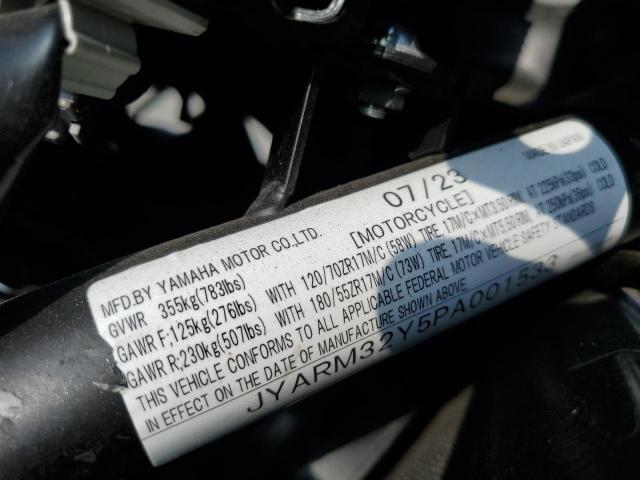 MFD.BY YAMAHA MOTOR CO.,LTD. 07/23 MADE IN JAPAN
GVWR 355kg(783lbs) [MOTORCYCLE]
GAWR F;125kg(276lbs) WITH 120/70ZR17M/C (58W) TIRE, 17M/C×MT3.50 RIM, AT 225kPa(33psi) COLD
GAWR R;230kg(507lbs) WITH 180/55ZR17M/C (73W) TIRE, 17M/C×MT5.50 RIM, AT 250kPa(36psi) COLD
THIS VEHICLE CONFORMS TO ALL APPLICABLE FEDERAL MOTOR VEHICLE SAFETY STANDARDS
IN EFFECT ON THE DATE OF MANUFACTURE SHOWN ABOVE
JYARM32Y5PA001533